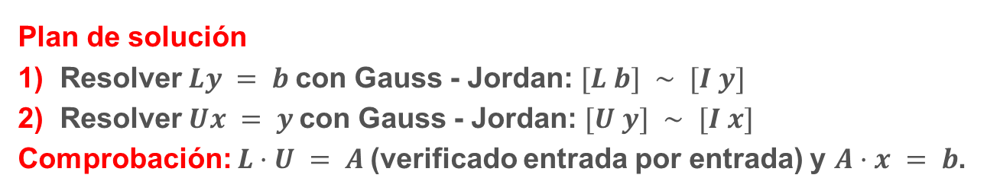 Plan de solución
1) Resolver Ly = b con Gauss - Jordan: [L b] ~ [I y]
2) Resolver Ux = y con Gauss - Jordan: [U y] ~ [I x]
Comprobación: L · U = A (verificado entrada por entrada) y A · x = b.